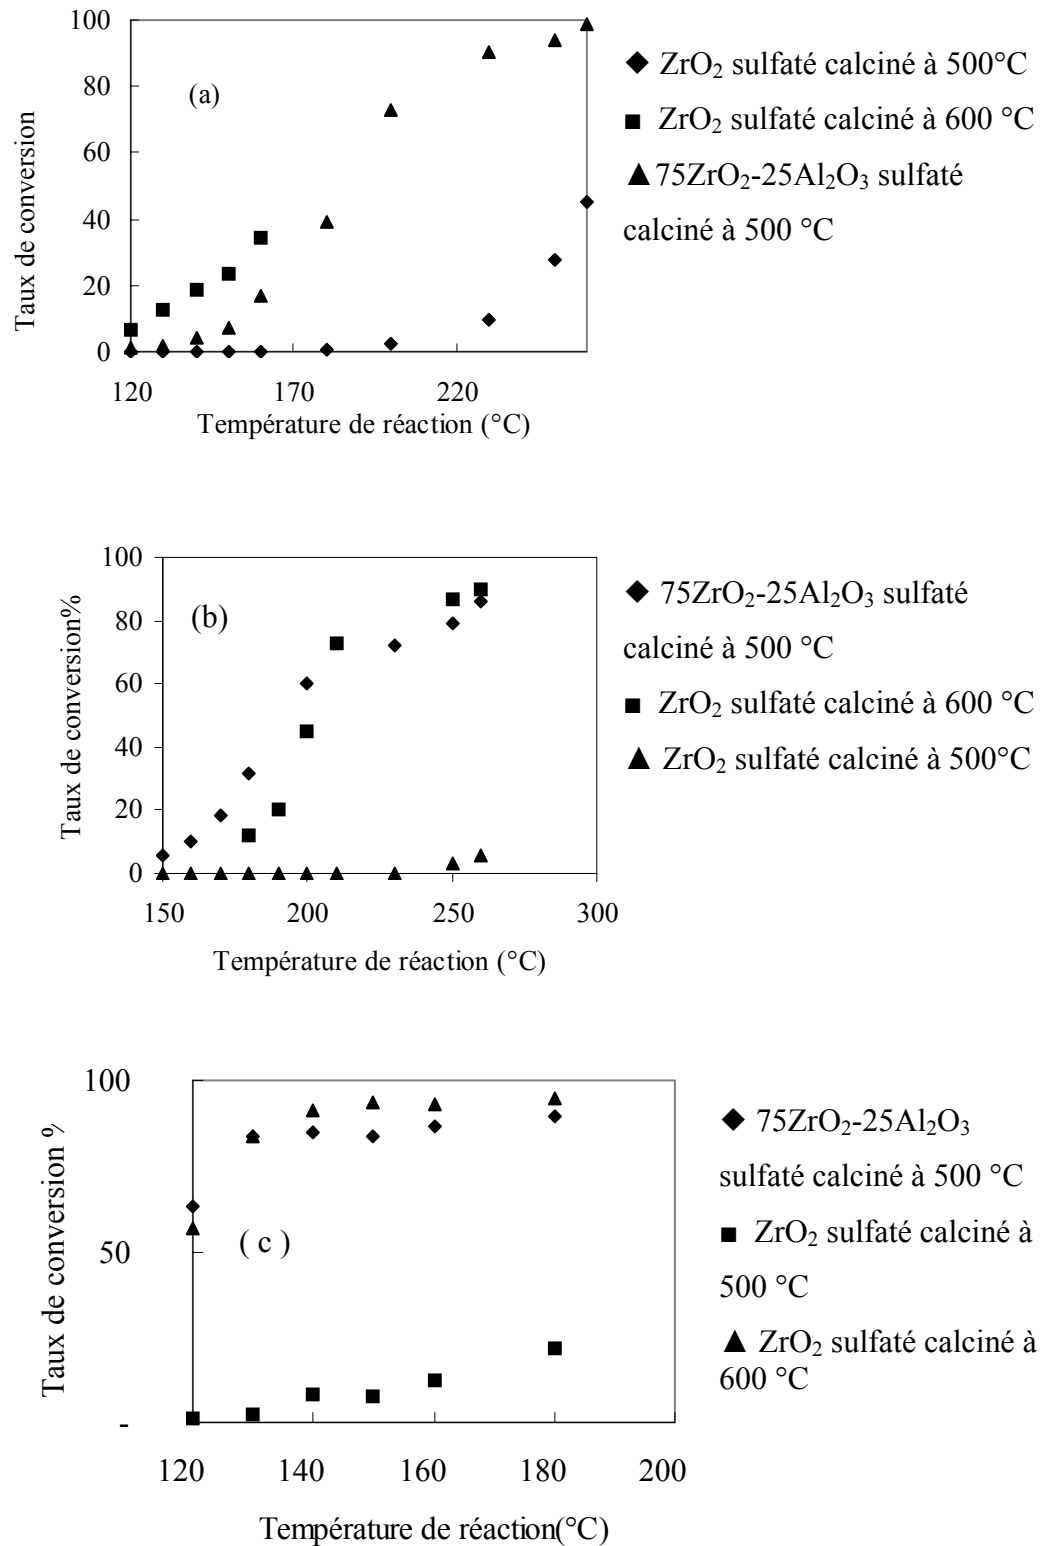 100
80
60
40
20
0
Taux de conversion
(a)
120 170 220
Température de réaction (°C)
◆ ZrO₂ sulfaté calciné à 500°C
■ ZrO₂ sulfaté calciné à 600 °C
▲75ZrO₂-25Al₂O₃ sulfaté
calciné à 500 °C
100
80
60
40
20
0
Taux de conversion%
(b)
150 200 250 300
Température de réaction (°C)
◆ 75ZrO₂-25Al₂O₃ sulfaté
calciné à 500 °C
■ ZrO₂ sulfaté calciné à 600 °C
▲ ZrO₂ sulfaté calciné à 500°C
100
50
-
Taux de conversion %
( c )
120 140 160 180 200
Température de réaction(°C)
◆ 75ZrO₂-25Al₂O₃
sulfaté calciné à 500 °C
■ ZrO₂ sulfaté calciné à
500 °C
▲ ZrO₂ sulfaté calciné à
600 °C